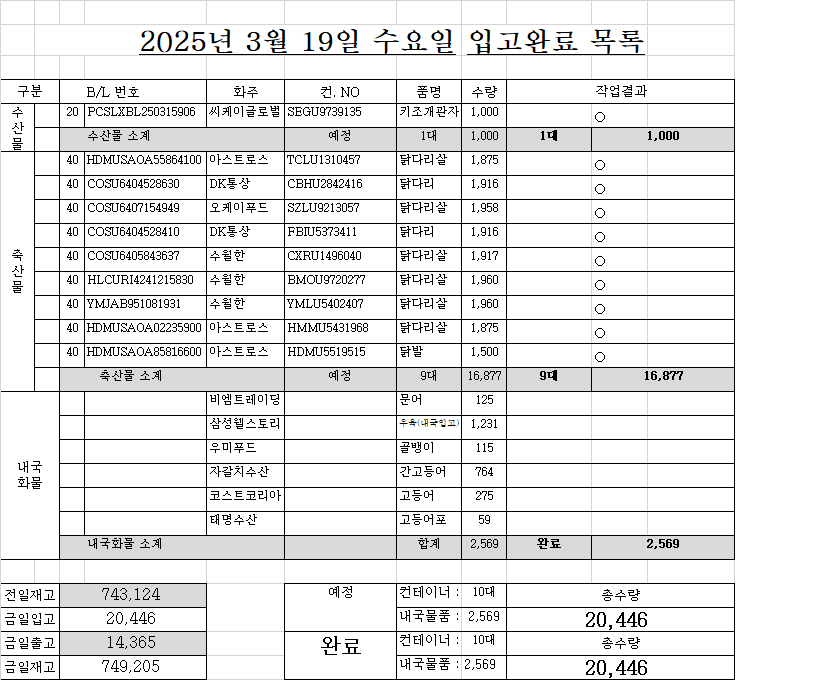 2025년 3월 19일 수요일 입고완료 목록
구분 B/L 번호 화주 컨. NO 품명 수량 작업결과
수산물
20 PCSLXBL250315906 씨케이글로벌 SEGU9739135 키조개관자 1,000 ○
수산물 소계 예정 1대 1,000 1대 1,000
축산물
40 HDMUSAOA55864100 아스트로스 TCLU1310457 닭다리살 1,875 ○
40 COSU6404528630 DK통상 CBHU2842416 닭다리 1,916 ○
40 COSU6407154949 오케이푸드 SZLU9213057 닭다리살 1,958 ○
40 COSU6404528410 DK통상 FBIU5373411 닭다리 1,916 ○
40 COSU6405843637 수월한 CXRU1496040 닭다리살 1,917 ○
40 HLCURI4241215830 수월한 BMOU9720277 닭다리살 1,960 ○
40 YMJAB951081931 수월한 YMLU5402407 닭다리살 1,960 ○
40 HDMUSAOA02235900 아스트로스 HMMU5431968 닭다리살 1,875 ○
40 HDMUSAOA85816600 아스트로스 HDMU5519515 닭발 1,500 ○
축산물 소계 예정 9대 16,877 9대 16,877
내국화물
비엠트레이딩 문어 125
삼성웰스토리 우육(내국입고) 1,231
우미푸드 골뱅이 115
자갈치수산 간고등어 764
코스트코리아 고등어 275
태명수산 고등어포 59
내국화물 소계 합계 2,569 완료 2,569
전일재고 743,124 예정 컨테이너 : 10대 총수량
금일입고 20,446 내국물품 : 2,569 20,446
금일출고 14,365 완료 컨테이너 : 10대 총수량
금일재고 749,205 내국물품 : 2,569 20,446